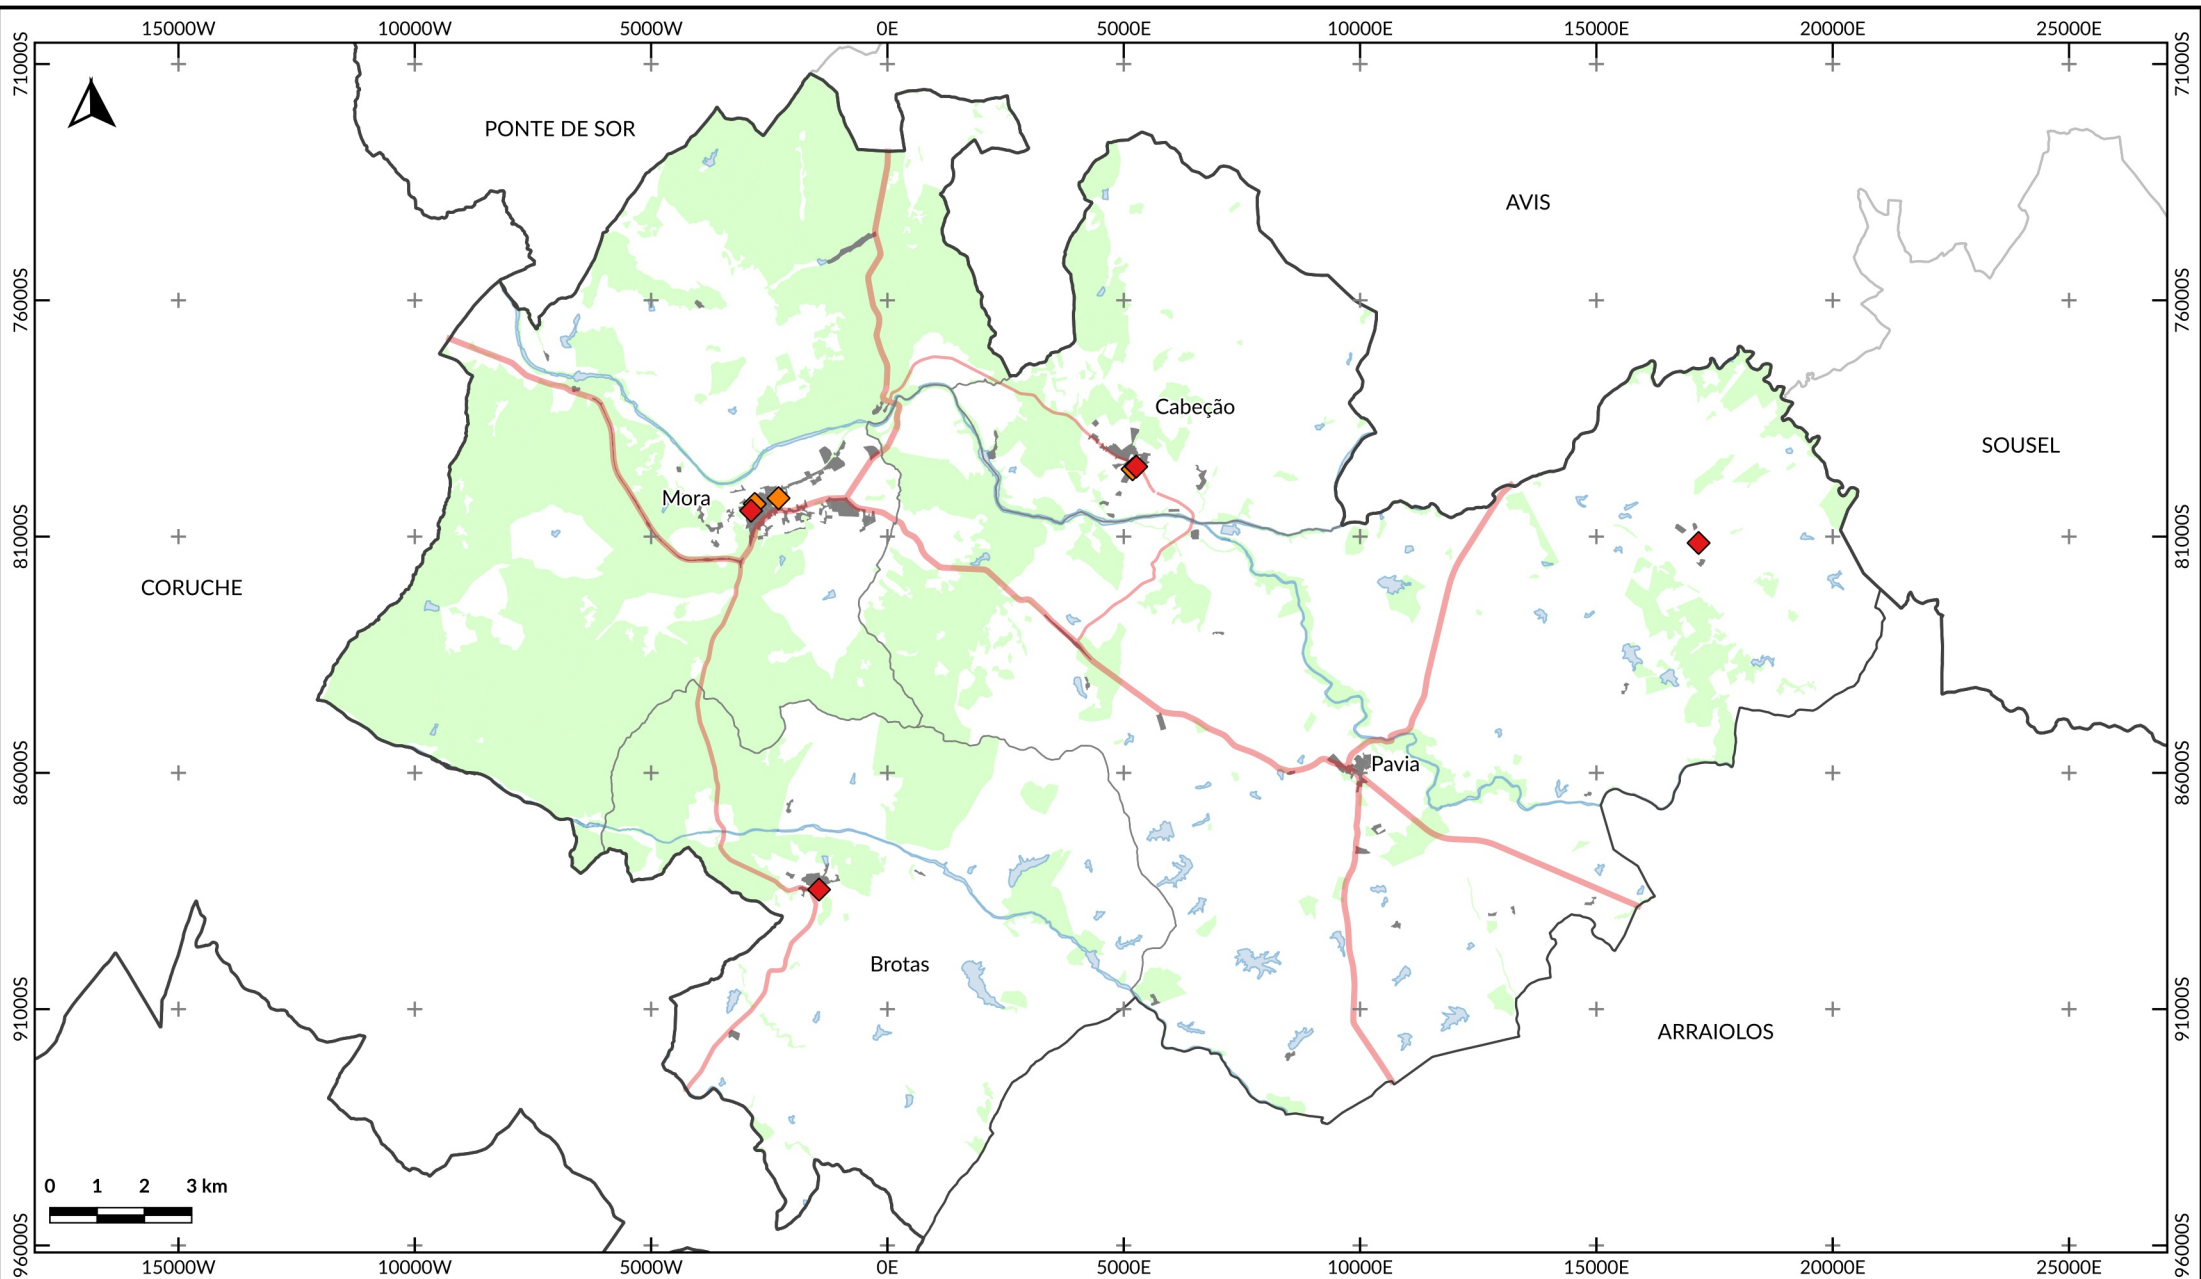 15000W 10000W 5000W 0E 5000E 10000E 15000E 20000E 25000E
71000S 71000S
PONTE DE SOR
AVIS
76000S 76000S
Cabeção
SOUSEL
Mora
81000S 81000S
CORUCHE
Pavia
86000S 86000S
Brotas
91000S 91000S
ARRAIOLOS
0 1 2 3 km
96000S 96000S
15000W 10000W 5000W 0E 5000E 10000E 15000E 20000E 25000E